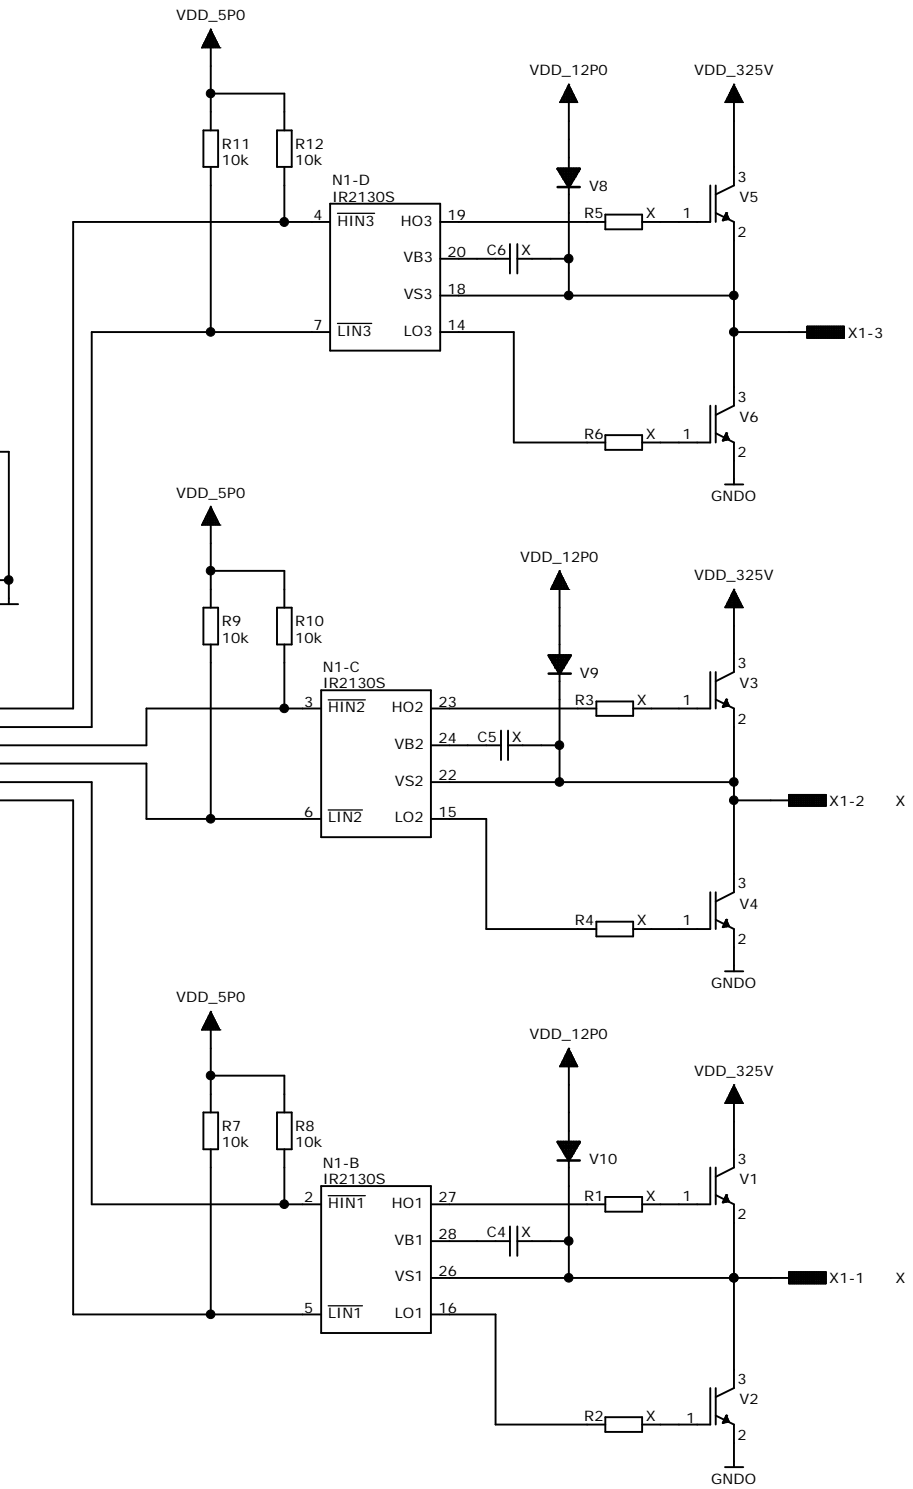 VDD_5P0
VDD_12P0
VDD_325V
R11
10k
R12
10k
N1-D
IR2130S
V8
3
V5
4
HIN3
HO3
19
R5
X
1
2
VB3
20
C6
X
VS3
18
7
LIN3
LO3
14
X1-3
3
V6
R6
X
1
2
GNDO
VDD_5P0
VDD_12P0
VDD_325V
R9
10k
R10
10k
N1-C
IR2130S
V9
3
V3
3
HIN2
HO2
23
R3
X
1
2
VB2
24
C5
X
VS2
22
X1-2
X
6
LIN2
LO2
15
3
V4
R4
X
1
2
GNDO
VDD_5P0
VDD_12P0
VDD_325V
R7
10k
R8
10k
N1-B
IR2130S
V10
3
V1
2
HIN1
HO1
27
R1
X
1
2
VB1
28
C4
X
VS1
26
X1-1
X
5
LIN1
LO1
16
3
V2
R2
X
1
2
GNDO